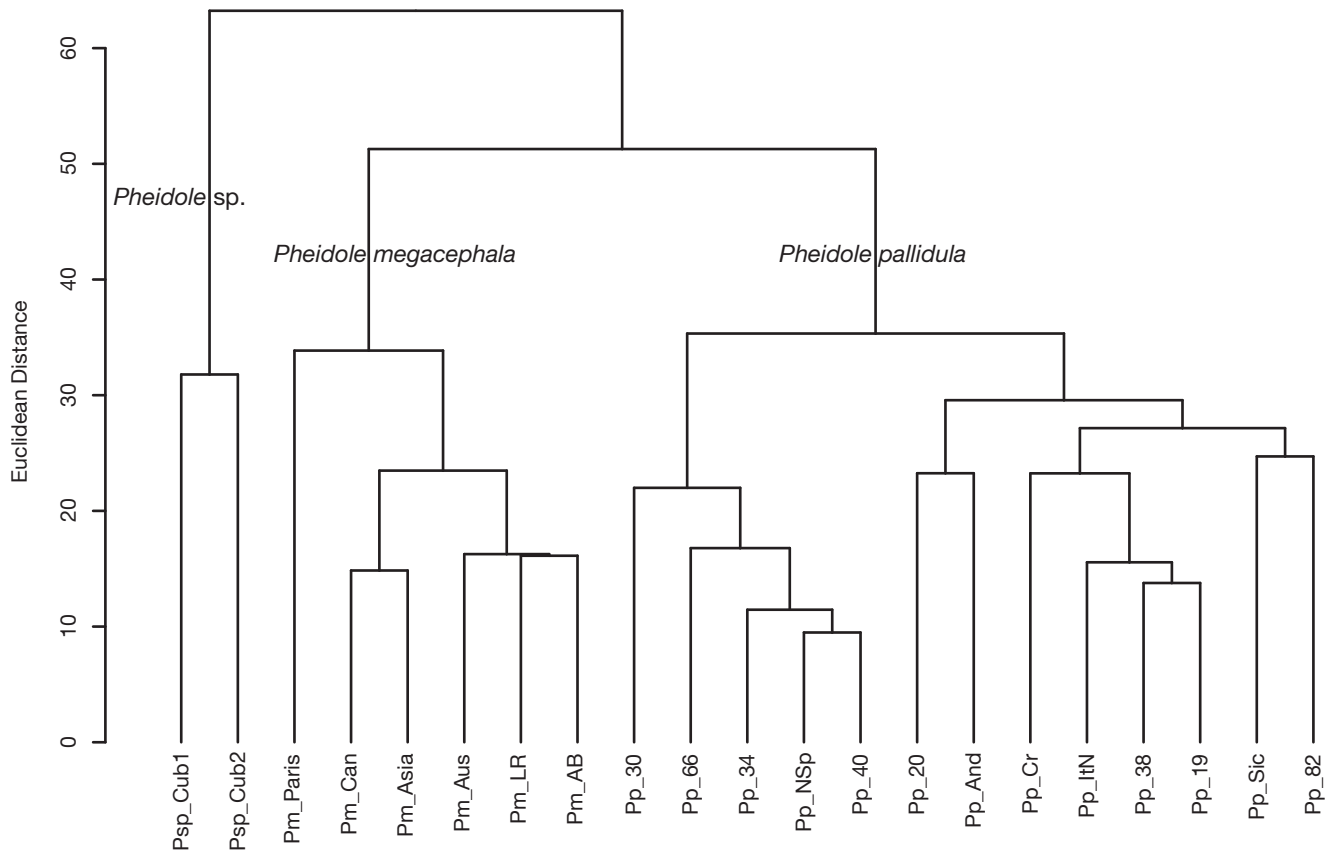 60
50
40
30
20
10
0
Euclidean Distance
Pheidole sp.
Pheidole megacephala
Pheidole pallidula
Psp_Cub1
Psp_Cub2
Pm_Paris
Pm_Can
Pm_Asia
Pm_Aus
Pm_LR
Pm_AB
Pp_30
Pp_66
Pp_34
Pp_NSp
Pp_40
Pp_20
Pp_And
Pp_Cr
Pp_ItN
Pp_38
Pp_19
Pp_Sic
Pp_82